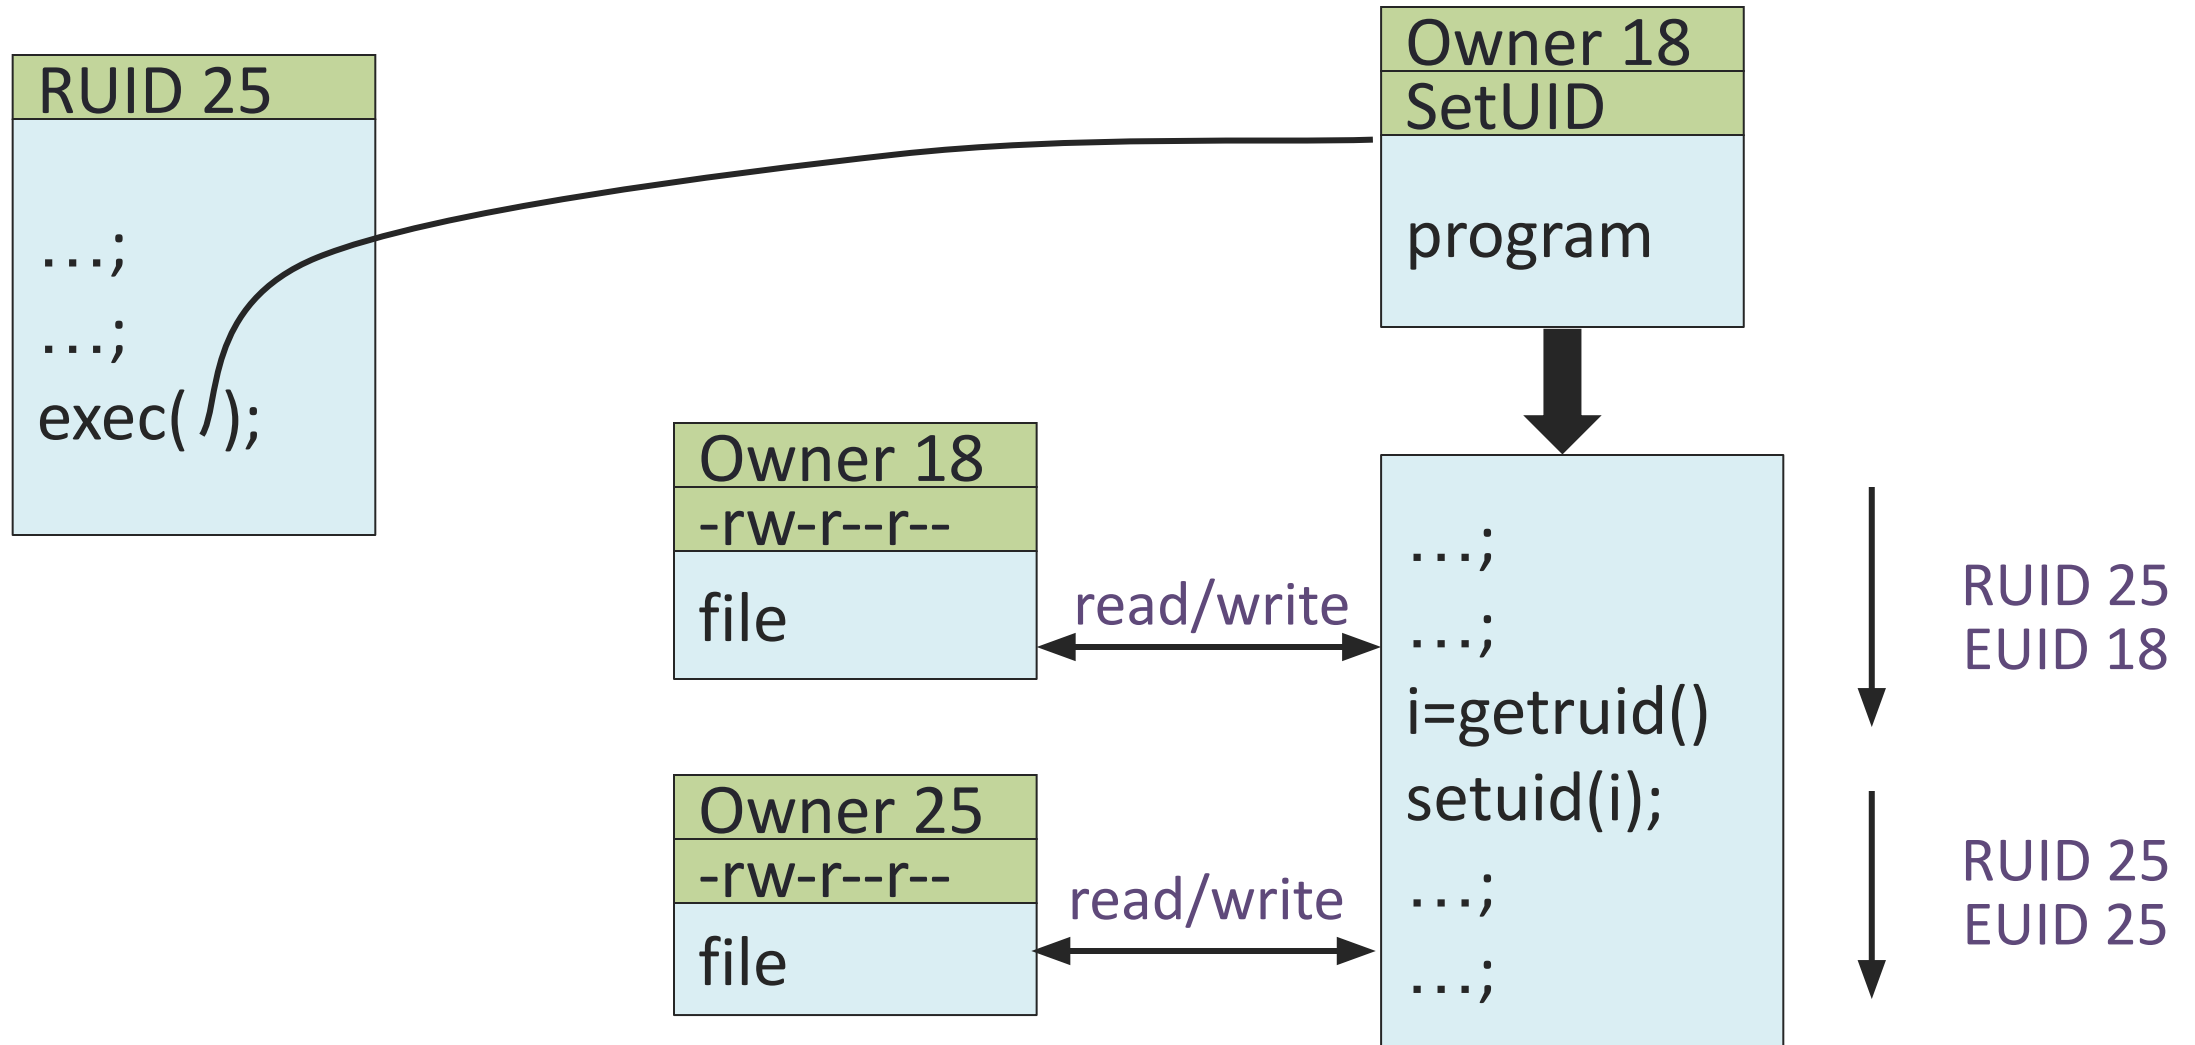 RUID 25
…;
…;
exec( );
Owner 18
SetUID
program
Owner 18
-rw-r--r--
file
read/write
Owner 25
-rw-r--r--
file
read/write
…;
…;
i=getruid()
setuid(i);
…;
…;
RUID 25
EUID 18
RUID 25
EUID 25